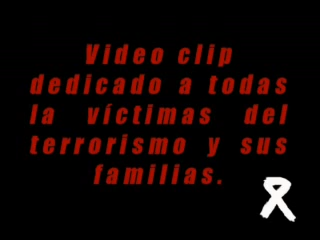 Video clip
dedicado a todas
la víctimas del
terrorismo y sus
familias.